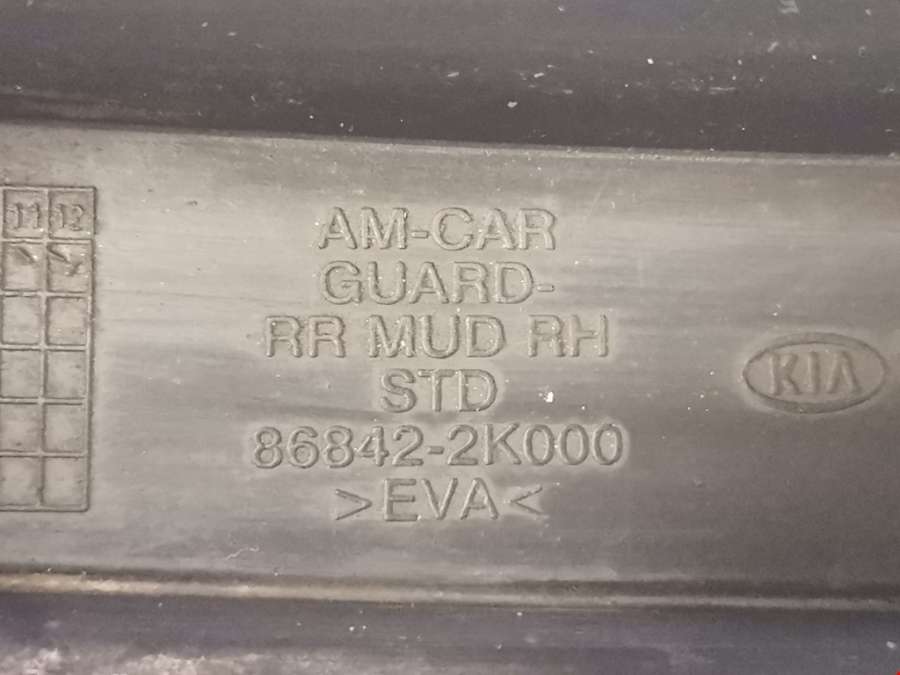 11 12
AM-CAR
GUARD-
RR MUD RH
STD
86842-2K000
>EVA<
KIA